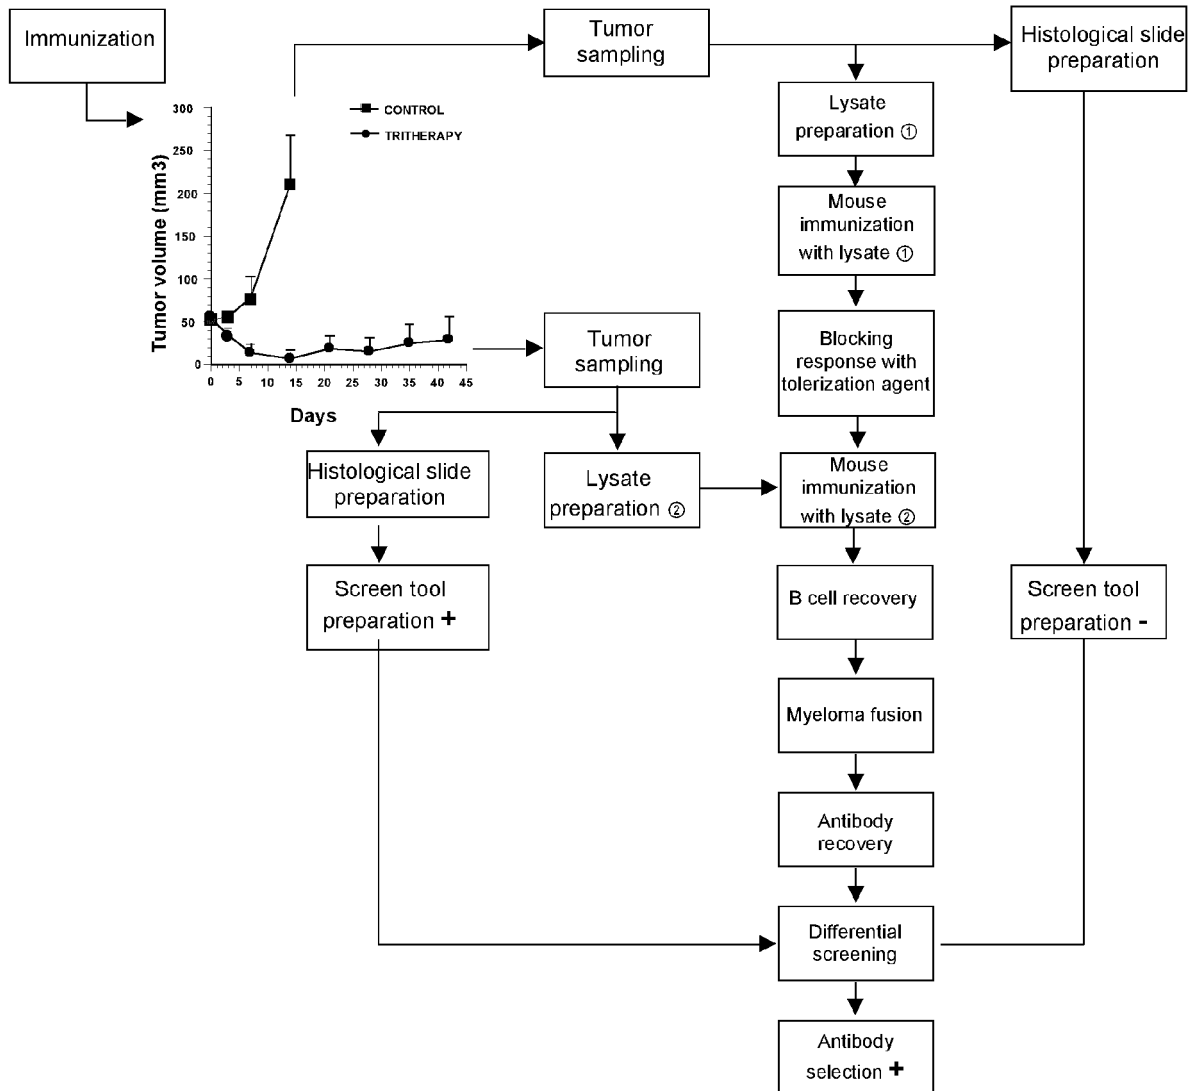 Immunization
Tumor
sampling
Histological slide
preparation
Lysate
preparation ①
Mouse
immunization
with lysate ①
Blocking
response with
tolerization agent
CONTROL
TRITHERAPY
Tumor volume (mm3)
300
250
200
150
100
50
0
0 5 10 15 20 25 30 35 40 45
Days
Tumor
sampling
Histological slide
preparation
Lysate
preparation ②
Mouse
immunization
with lysate ②
Screen tool
preparation +
B cell recovery
Screen tool
preparation -
Myeloma fusion
Antibody
recovery
Differential
screening
Antibody
selection +